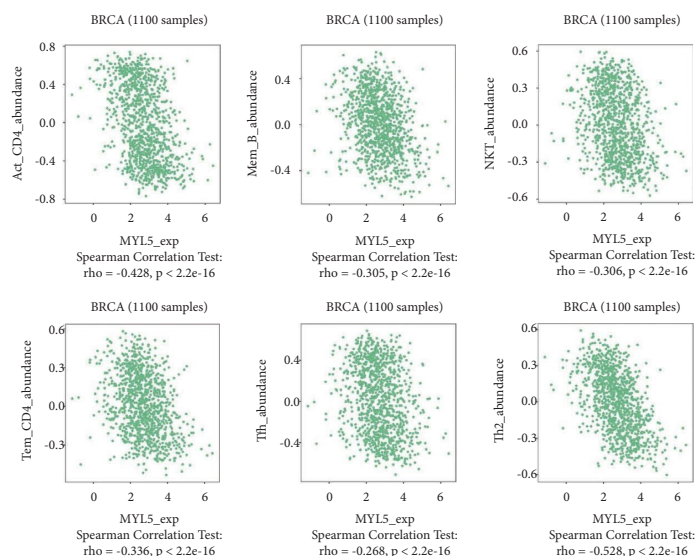 BRCA (1100 samples)
Act_CD4_abundance
0.8
0.4
0.0
-0.4
-0.8
0 2 4 6
MYL5_exp
Spearman Correlation Test:
rho = -0.428, p < 2.2e-16
BRCA (1100 samples)
Mem_B_abundance
0.4
0.0
-0.4
0 2 4 6
MYL5_exp
Spearman Correlation Test:
rho = -0.305, p < 2.2e-16
BRCA (1100 samples)
NKT_abundance
0.6
0.3
0.0
-0.3
-0.6
0 2 4 6
MYL5_exp
Spearman Correlation Test:
rho = -0.306, p < 2.2e-16
BRCA (1100 samples)
Tem_CD4_abundance
0.6
0.3
0.0
-0.3
0 2 4 6
MYL5_exp
Spearman Correlation Test:
rho = -0.336, p < 2.2e-16
BRCA (1100 samples)
Tfh_abundance
0.4
0.0
-0.4
0 2 4 6
MYL5_exp
Spearman Correlation Test:
rho = -0.268, p < 2.2e-16
BRCA (1100 samples)
Th2_abundance
0.6
0.3
0.0
-0.3
-0.6
0 2 4 6
MYL5_exp
Spearman Correlation Test:
rho = -0.528, p < 2.2e-16